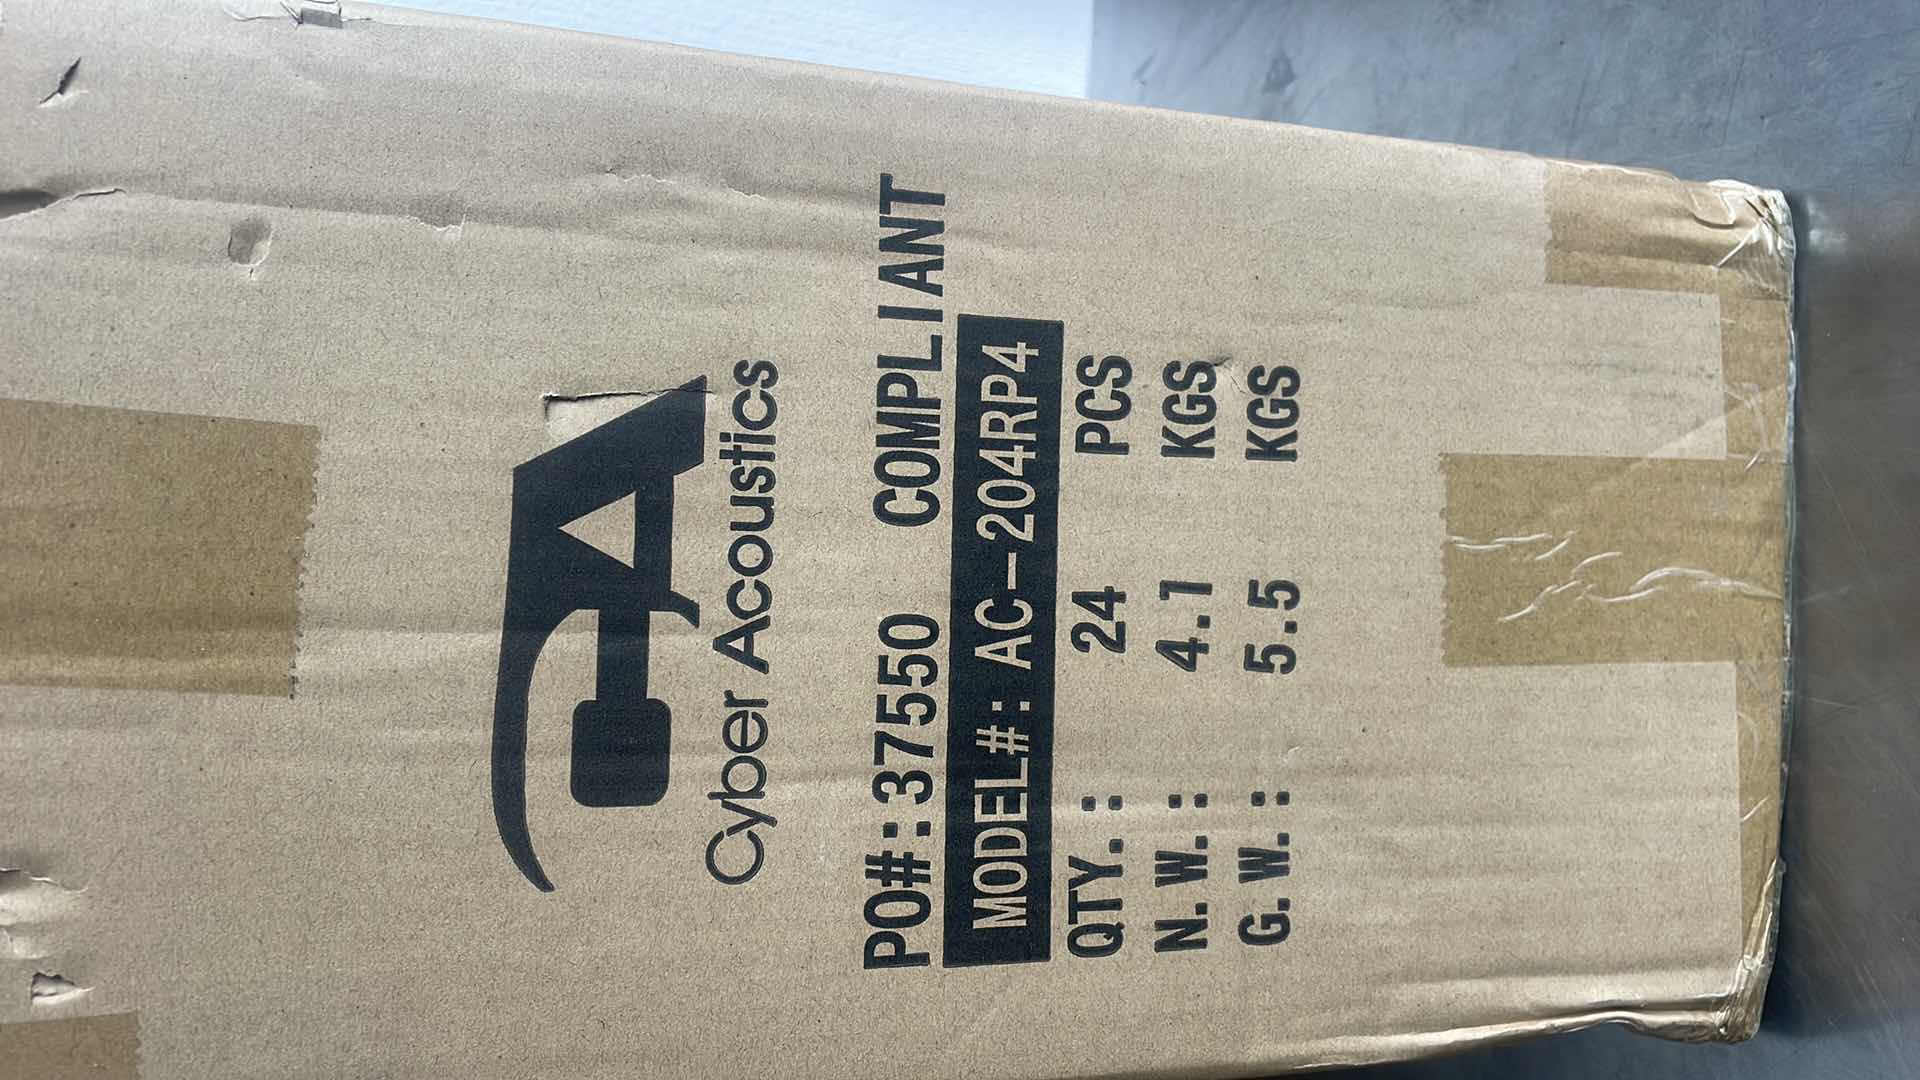 Cyber Acoustics
PO#:37550 COMPLIANT
MODEL#: AC-204RP4
QTY.: 24 PCS
N.W.: 4.1 KGS
G.W.: 5.5 KGS